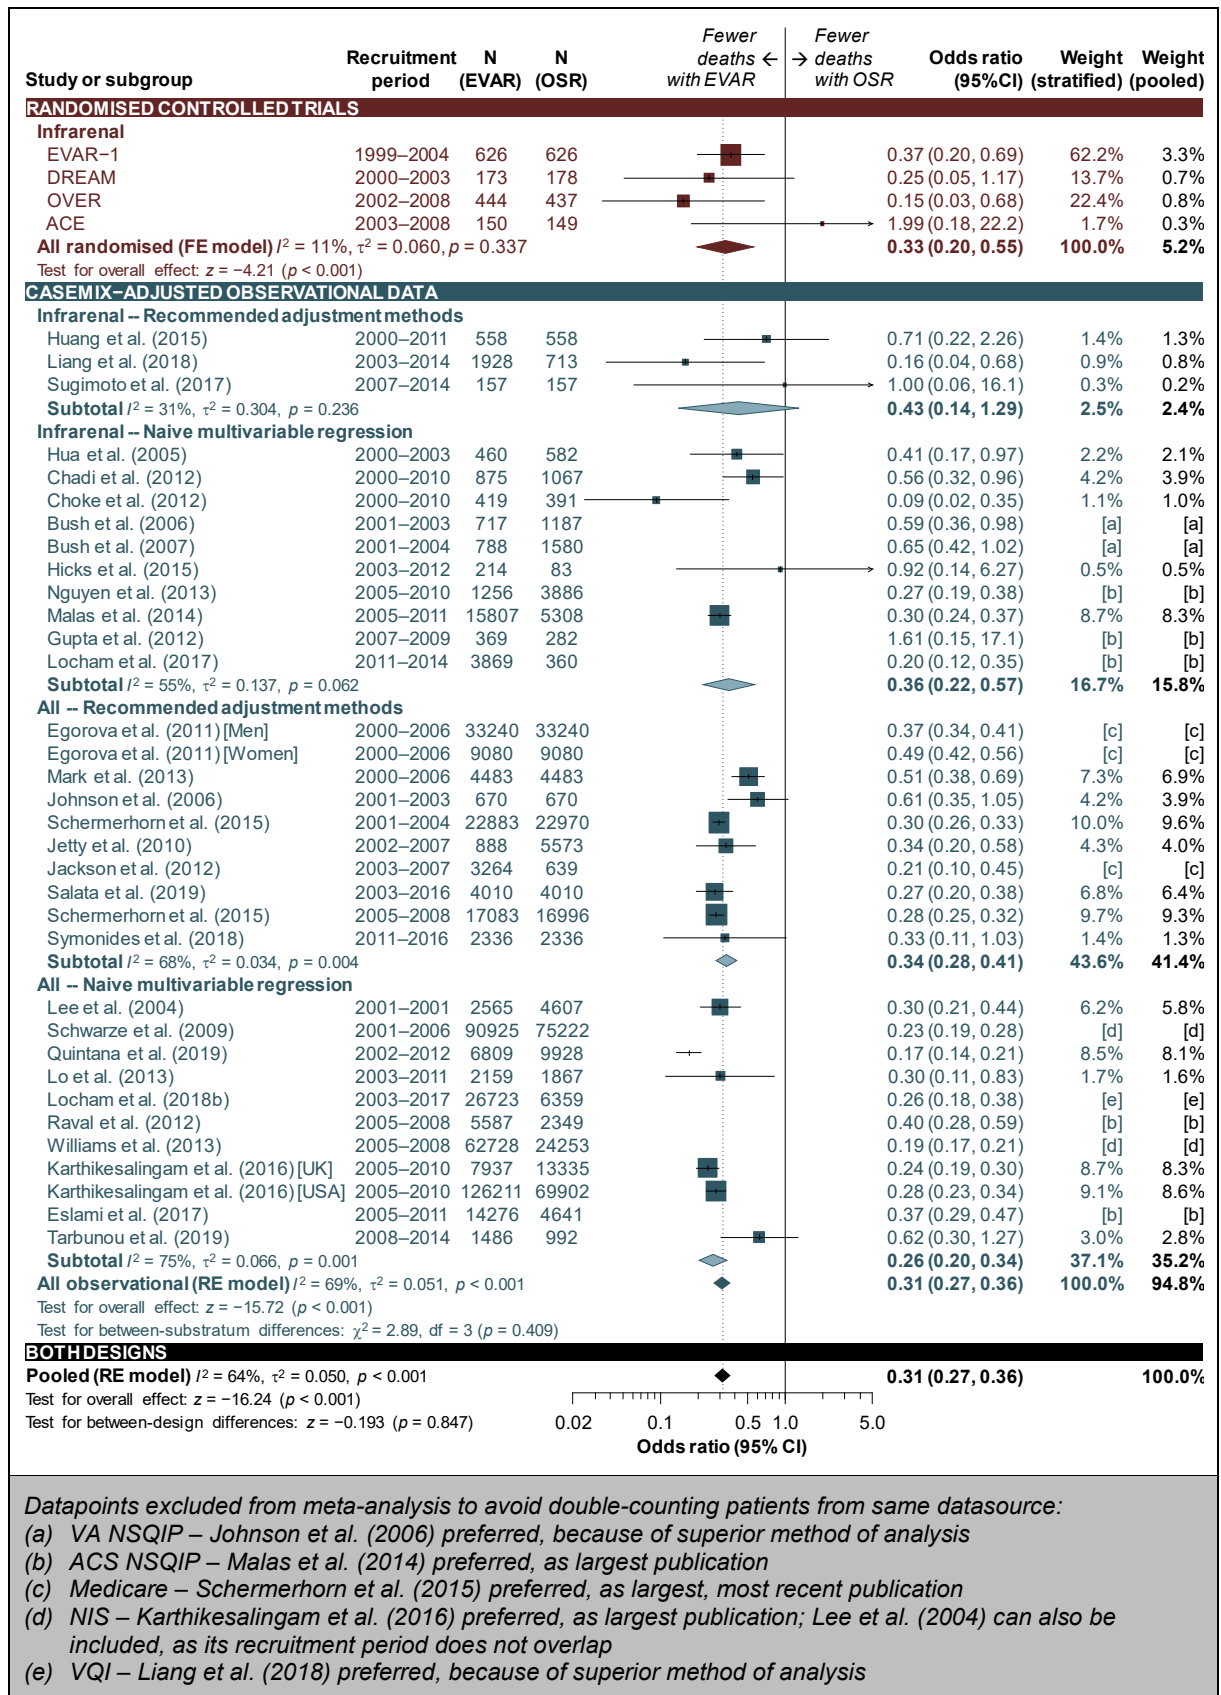 Study or subgroup Recruitment period N (EVAR) N (OSR) Fewer deaths ← with EVAR Fewer → deaths with OSR Odds ratio (95%CI) Weight (stratified) Weight (pooled)
RANDOMISED CONTROLLED TRIALS
Infrarenal
EVAR−1 1999–2004 626 626 0.37 (0.20, 0.69) 62.2% 3.3%
DREAM 2000–2003 173 178 0.25 (0.05, 1.17) 13.7% 0.7%
OVER 2002–2008 444 437 0.15 (0.03, 0.68) 22.4% 0.8%
ACE 2003–2008 150 149 1.99 (0.18, 22.2) 1.7% 0.3%
All randomised (FE model) I² = 11%, τ² = 0.060, p = 0.337 0.33 (0.20, 0.55) 100.0% 5.2%
Test for overall effect: z = −4.21 (p < 0.001)
CASEMIX−ADJUSTED OBSERVATIONAL DATA
Infrarenal -- Recommended adjustment methods
Huang et al. (2015) 2000–2011 558 558 0.71 (0.22, 2.26) 1.4% 1.3%
Liang et al. (2018) 2003–2014 1928 713 0.16 (0.04, 0.68) 0.9% 0.8%
Sugimoto et al. (2017) 2007–2014 157 157 1.00 (0.06, 16.1) 0.3% 0.2%
Subtotal I² = 31%, τ² = 0.304, p = 0.236 0.43 (0.14, 1.29) 2.5% 2.4%
Infrarenal -- Naive multivariable regression
Hua et al. (2005) 2000–2003 460 582 0.41 (0.17, 0.97) 2.2% 2.1%
Chadi et al. (2012) 2000–2010 875 1067 0.56 (0.32, 0.96) 4.2% 3.9%
Choke et al. (2012) 2000–2010 419 391 0.09 (0.02, 0.35) 1.1% 1.0%
Bush et al. (2006) 2001–2003 717 1187 0.59 (0.36, 0.98) [a] [a]
Bush et al. (2007) 2001–2004 788 1580 0.65 (0.42, 1.02) [a] [a]
Hicks et al. (2015) 2003–2012 214 83 0.92 (0.14, 6.27) 0.5% 0.5%
Nguyen et al. (2013) 2005–2010 1256 3886 0.27 (0.19, 0.38) [b] [b]
Malas et al. (2014) 2005–2011 15807 5308 0.30 (0.24, 0.37) 8.7% 8.3%
Gupta et al. (2012) 2007–2009 369 282 1.61 (0.15, 17.1) [b] [b]
Locham et al. (2017) 2011–2014 3869 360 0.20 (0.12, 0.35) [b] [b]
Subtotal I² = 55%, τ² = 0.137, p = 0.062 0.36 (0.22, 0.57) 16.7% 15.8%
All -- Recommended adjustment methods
Egorova et al. (2011) [Men] 2000–2006 33240 33240 0.37 (0.34, 0.41) [c] [c]
Egorova et al. (2011) [Women] 2000–2006 9080 9080 0.49 (0.42, 0.56) [c] [c]
Mark et al. (2013) 2000–2006 4483 4483 0.51 (0.38, 0.69) 7.3% 6.9%
Johnson et al. (2006) 2001–2003 670 670 0.61 (0.35, 1.05) 4.2% 3.9%
Schermerhorn et al. (2015) 2001–2004 22883 22970 0.30 (0.26, 0.33) 10.0% 9.6%
Jetty et al. (2010) 2002–2007 888 5573 0.34 (0.20, 0.58) 4.3% 4.0%
Jackson et al. (2012) 2003–2007 3264 639 0.21 (0.10, 0.45) [c] [c]
Salata et al. (2019) 2003–2016 4010 4010 0.27 (0.20, 0.38) 6.8% 6.4%
Schermerhorn et al. (2015) 2005–2008 17083 16996 0.28 (0.25, 0.32) 9.7% 9.3%
Symonides et al. (2018) 2011–2016 2336 2336 0.33 (0.11, 1.03) 1.4% 1.3%
Subtotal I² = 68%, τ² = 0.034, p = 0.004 0.34 (0.28, 0.41) 43.6% 41.4%
All -- Naive multivariable regression
Lee et al. (2004) 2001–2001 2565 4607 0.30 (0.21, 0.44) 6.2% 5.8%
Schwarze et al. (2009) 2001–2006 90925 75222 0.23 (0.19, 0.28) [d] [d]
Quintana et al. (2019) 2002–2012 6809 9928 0.17 (0.14, 0.21) 8.5% 8.1%
Lo et al. (2013) 2003–2011 2159 1867 0.30 (0.11, 0.83) 1.7% 1.6%
Locham et al. (2018b) 2003–2017 26723 6359 0.26 (0.18, 0.38) [e] [e]
Raval et al. (2012) 2005–2008 5587 2349 0.40 (0.28, 0.59) [b] [b]
Williams et al. (2013) 2005–2008 62728 24253 0.19 (0.17, 0.21) [d] [d]
Karthikesalingam et al. (2016) [UK] 2005–2010 7937 13335 0.24 (0.19, 0.30) 8.7% 8.3%
Karthikesalingam et al. (2016) [USA] 2005–2010 126211 69902 0.28 (0.23, 0.34) 9.1% 8.6%
Eslami et al. (2017) 2005–2011 14276 4641 0.37 (0.29, 0.47) [b] [b]
Tarbunou et al. (2019) 2008–2014 1486 992 0.62 (0.30, 1.27) 3.0% 2.8%
Subtotal I² = 75%, τ² = 0.066, p = 0.001 0.26 (0.20, 0.34) 37.1% 35.2%
All observational (RE model) I² = 69%, τ² = 0.051, p < 0.001 0.31 (0.27, 0.36) 100.0% 94.8%
Test for overall effect: z = −15.72 (p < 0.001)
Test for between-substratum differences: χ² = 2.89, df = 3 (p = 0.409)
BOTH DESIGNS
Pooled (RE model) I² = 64%, τ² = 0.050, p < 0.001 0.31 (0.27, 0.36) 100.0%
Test for overall effect: z = −16.24 (p < 0.001)
Test for between-design differences: z = −0.193 (p = 0.847)
0.02 0.1 0.5 1.0 5.0
Odds ratio (95% CI)
Datapoints excluded from meta-analysis to avoid double-counting patients from same datasource:
(a) VA NSQIP – Johnson et al. (2006) preferred, because of superior method of analysis
(b) ACS NSQIP – Malas et al. (2014) preferred, as largest publication
(c) Medicare – Schermerhorn et al. (2015) preferred, as largest, most recent publication
(d) NIS – Karthikesalingam et al. (2016) preferred, as largest publication; Lee et al. (2004) can also be
included, as its recruitment period does not overlap
(e) VQI – Liang et al. (2018) preferred, because of superior method of analysis